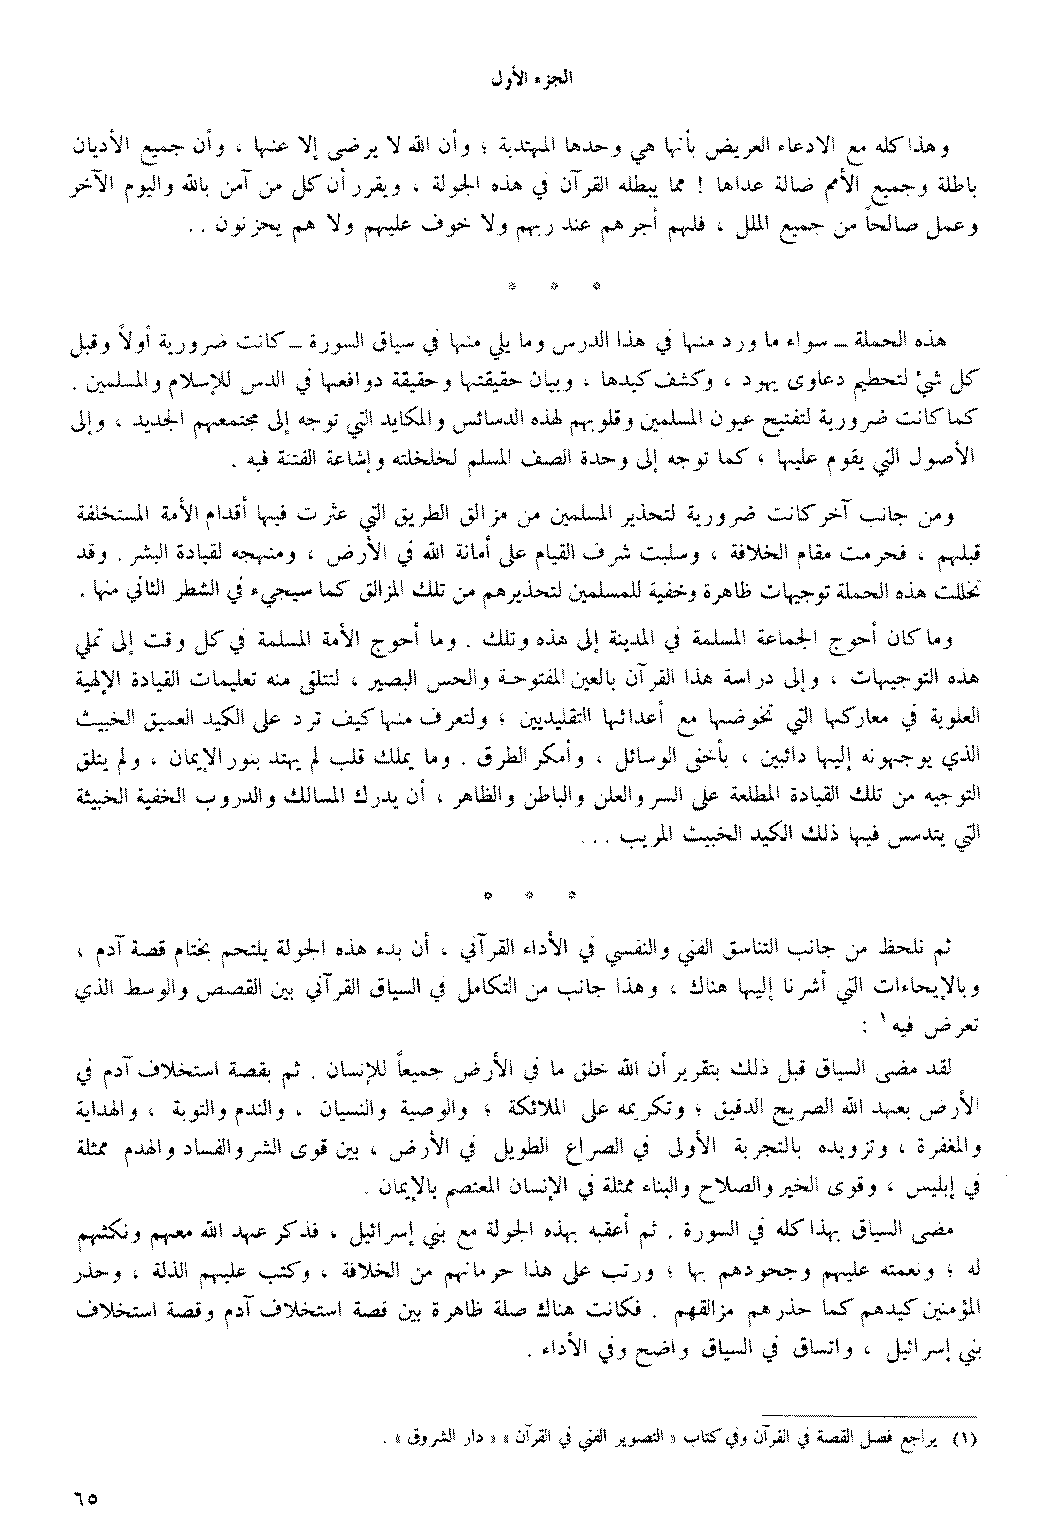 الجزء الأول
وهذا كله مع الادعاء العريض بأنها هي وحدها المهتدية ؛ وأن الله لا يرضى إلا عنها ، وأن جميع الأديان
باطلة وجميع الأمم ضالة عداها ! مما يبطله القرآن في هذه الجولة ، ويقرر أن كل من آمن بالله واليوم الآخر
وعمل صالحاً من جميع الملل ، فلهم أجرهم عند ربهم ولا خوف عليهم ولا هم يحزنون . .
* * *
هذه الحملة – سواء ما ورد منها في هذا الدرس وما يلي منها في سياق السورة – كانت ضرورية أولاً وقبل
كل شئ لتحطيم دعاوى يهود ، وكشف كيدها ، وبيان حقيقتها وحقيقة دوافعها في الدس للإسلام والمسلمين .
كما كانت ضرورية لتفتيح عيون المسلمين وقلوبهم لهذه الدسائس والمكايد التي توجه إلى مجتمعهم الجديد ، وإلى
الأصول التي يقوم عليها ؛ كما توجه إلى وحدة الصف المسلم لخلخلته وإشاعة الفتنة فيه .
ومن جانب آخر كانت ضرورية لتحذير المسلمين من مزالق الطريق التي عثرت فيها أقدام الأمة المستخلفة
قبلهم ، فحرمت مقام الخلافة ، وسلبت شرف القيام على أمانة الله في الأرض ، ومنهجه لقيادة البشر . وقد
تخللت هذه الحملة توجيهات ظاهرة وخفية للمسلمين لتحذيرهم من تلك المزالق كما سيجيء في الشطر الثاني منها .
وما كان أحوج الجماعة المسلمة في المدينة إلى هذه وتلك . وما أحوج الأمة المسلمة في كل وقت إلى تملي
هذه التوجيهات ، وإلى دراسة هذا القرآن بالعين المفتوحة والحس البصير ، لتتلقى منه تعليمات القيادة الإلهية
العلوية في معاركها التي تخوضها مع أعدائها التقليديين ؛ ولتعرف منها كيف ترد على الكيد العميق الخبيث
الذي يوجهونه إليها دائبين ، بأخفى الوسائل ، وأمكر الطرق . وما يملك قلب لم يهتد بنور الإيمان ، ولم يتلق
التوجيه من تلك القيادة المطلعة على السر والعلن والباطن والظاهر ، أن يدرك المسالك والدروب الخفية الخبيثة
التي يتدسس فيها ذلك الكيد الخبيث المريب . . .
* * *
ثم نلحظ من جانب التناسق الفني والنفسي في الأداء القرآني ، أن بدء هذه الجولة يلتحم بختام قصة آدم ،
وبالإيحاءات التي أشرنا إليها هناك ، وهذا جانب من التكامل في السياق القرآني بين القصص والوسط الذي
تعرض فيه ١ :
لقد مضى السياق قبل ذلك بتقرير أن الله خلق ما في الأرض جميعاً للإنسان . ثم بقصة استخلاف آدم في
الأرض بعهد الله الصريح الدقيق ؛ وتكريمه على الملائكة ؛ والوصية والنسيان ، والندم والتوبة ، والهداية
والمغفرة ، وتزويده بالتجربة الأولى في الصراع الطويل في الأرض ، بين قوى الشر والفساد والهدم ممثلة
في إبليس ، وقوى الخير والصلاح والبناء ممثلة في الإنسان المعتصم بالإيمان .
مضى السياق بهذا كله في السورة . ثم أعقبه بهذه الجولة مع بني إسرائيل ، فذكر عهد الله معهم ونكثهم
له ؛ ونعمته عليهم وجحودهم بها ؛ ورتب على هذا حرمانهم من الخلافة ، وكتب عليهم الذلة ، وحذر
المؤمنين كيدهم كما حذرهم مزالقهم . فكانت هناك صلة ظاهرة بين قصة استخلاف آدم وقصة استخلاف
بني إسرائيل ، واتساق في السياق واضح وفي الأداء .
(١) يراجع فصل القصة في القرآن وفي كتاب « التصوير الفني في القرآن » « دار الشروق » .
٦٥